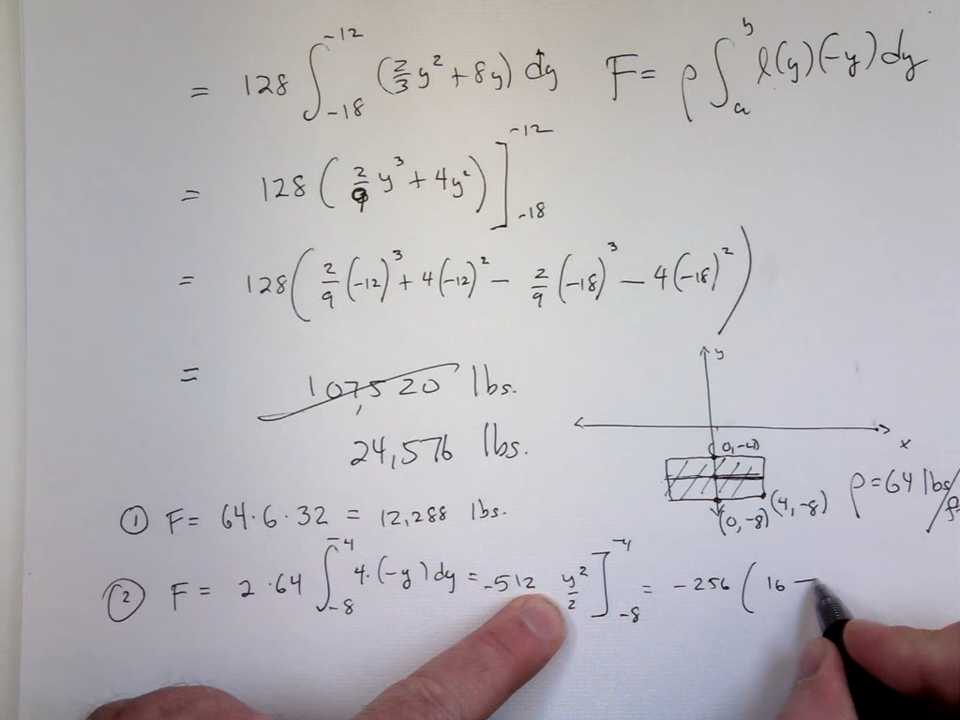 = 128 ∫_{-18}^{-12} (2/3 y² + 8y) dy   F = ρ ∫_a^b l(y)(-y) dy
= 128 (2/9 y³ + 4y²) ]_{-18}^{-12}
= 128 (2/9 (-12)³ + 4(-12)² - 2/9 (-18)³ - 4(-18)²)
= 107,520 lbs.
24,576 lbs.
y
x
(0,-4)
(0,-8) (4,-8)
ρ = 64 lbs/
① F = 64·6·32 = 12,288 lbs.
② F = 2·64 ∫_{-8}^{-4} 4·(-y) dy = -512 y²/2 ]_{-8}^{-4} = -256 (16 -